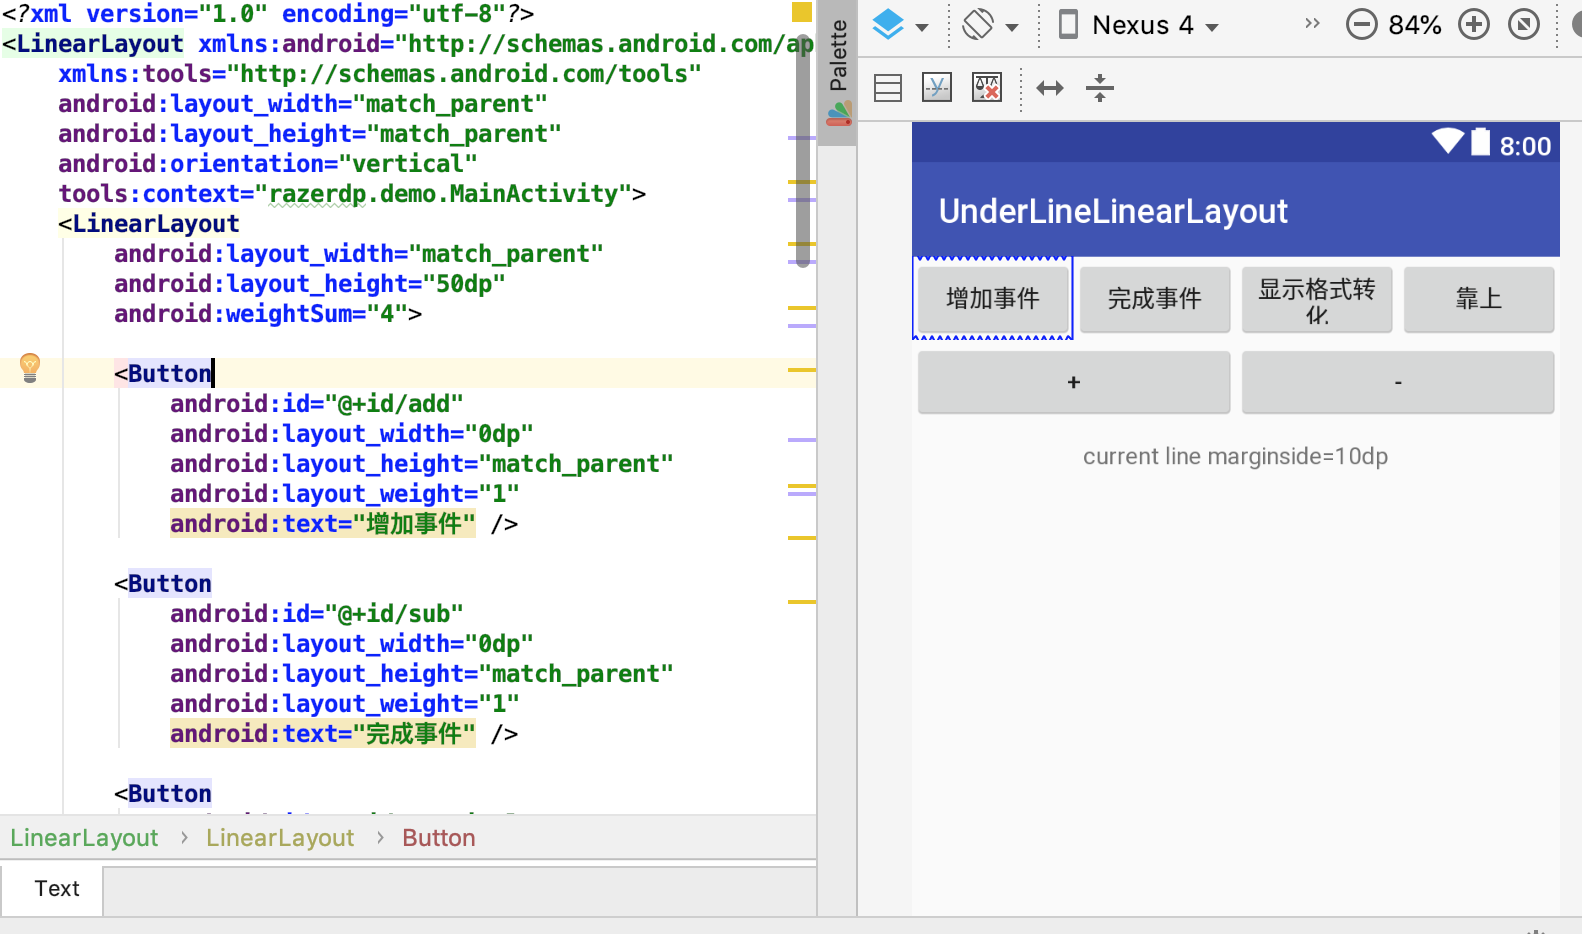 <?xml version="1.0" encoding="utf-8"?>
<LinearLayout xmlns:android="http://schemas.android.com/ap
xmlns:tools="http://schemas.android.com/tools"
android:layout_width="match_parent"
android:layout_height="match_parent"
android:orientation="vertical"
tools:context="razerdp.demo.MainActivity">
<LinearLayout
android:layout_width="match_parent"
android:layout_height="50dp"
android:weightSum="4">
<Button
android:id="@+id/add"
android:layout_width="0dp"
android:layout_height="match_parent"
android:layout_weight="1"
android:text="增加事件" />
<Button
android:id="@+id/sub"
android:layout_width="0dp"
android:layout_height="match_parent"
android:layout_weight="1"
android:text="完成事件" />
<Button
LinearLayout › LinearLayout › Button
Text
Palette
Nexus 4 » 84%
8:00
UnderLineLinearLayout
增加事件 完成事件 显示格式转 靠上
化
+ -
current line marginside=10dp